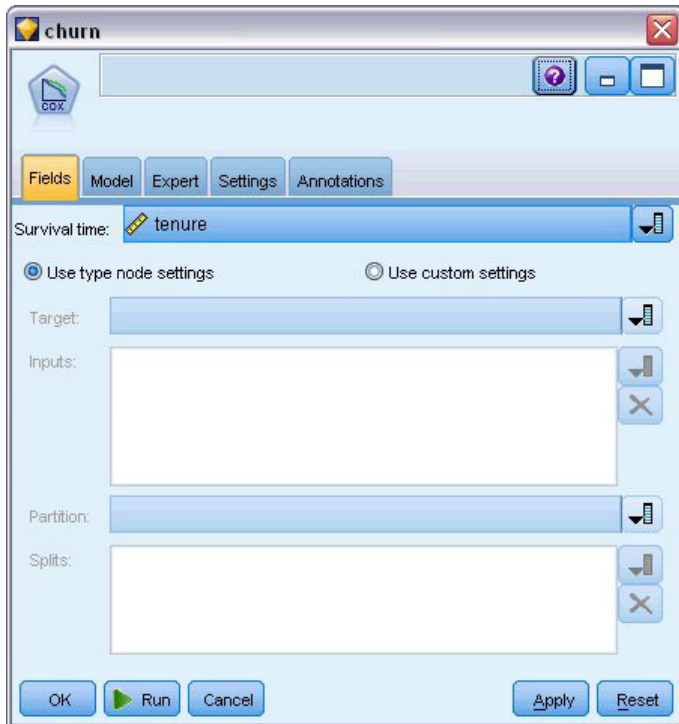 churn
COX
Fields Model Expert Settings Annotations
Survival time: tenure
Use type node settings Use custom settings
Target:
Inputs:
Partition:
Splits:
OK Run Cancel Apply Reset